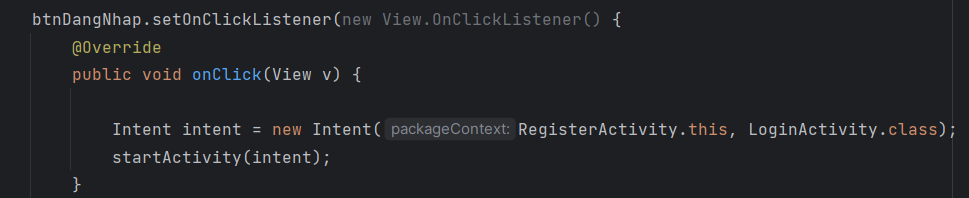 btnDangNhap.setOnClickListener(new View.OnClickListener() {
@Override
public void onClick(View v) {
Intent intent = new Intent( packageContext: RegisterActivity.this, LoginActivity.class);
startActivity(intent);
}